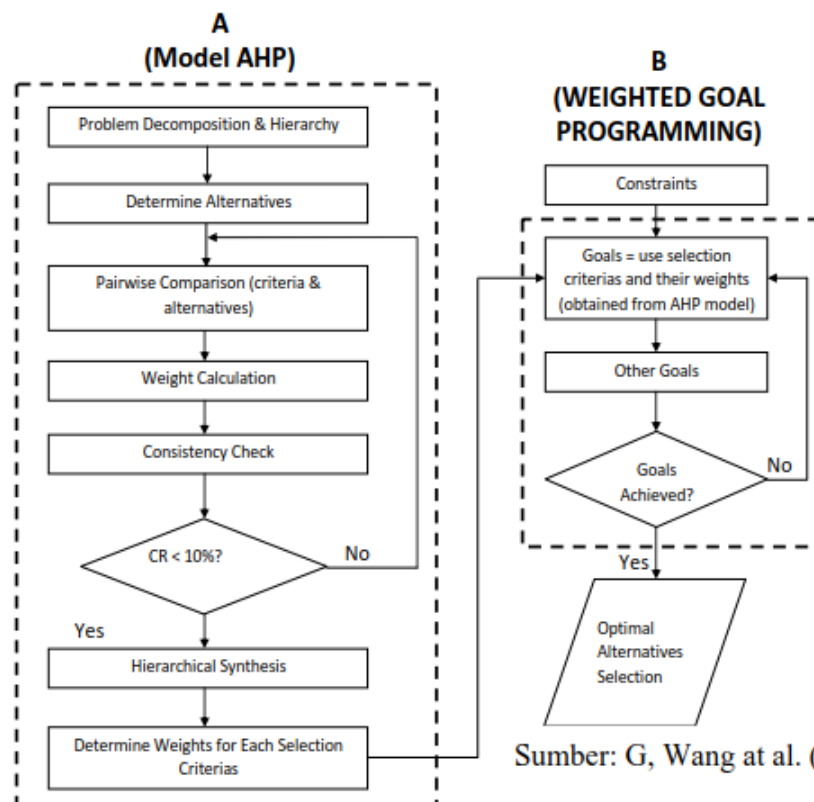 A
(Model AHP)
Problem Decomposition & Hierarchy
Determine Alternatives
Pairwise Comparison (criteria &
alternatives)
Weight Calculation
Consistency Check
CR < 10%?
No
Yes
Hierarchical Synthesis
Determine Weights for Each Selection
Criterias
B
(WEIGHTED GOAL
PROGRAMMING)
Constraints
Goals = use selection
criterias and their weights
(obtained from AHP model)
Other Goals
Goals
Achieved?
No
Yes
Optimal
Alternatives
Selection
Sumber: G, Wang at al. (